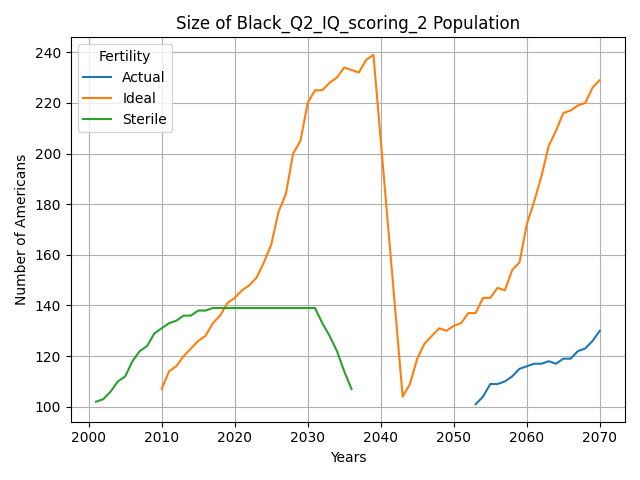 Size of Black_Q2_IQ_scoring_2 Population
Fertility
Actual
Ideal
Sterile
Number of Americans
240
220
200
180
160
140
120
100
2000 2010 2020 2030 2040 2050 2060 2070
Years